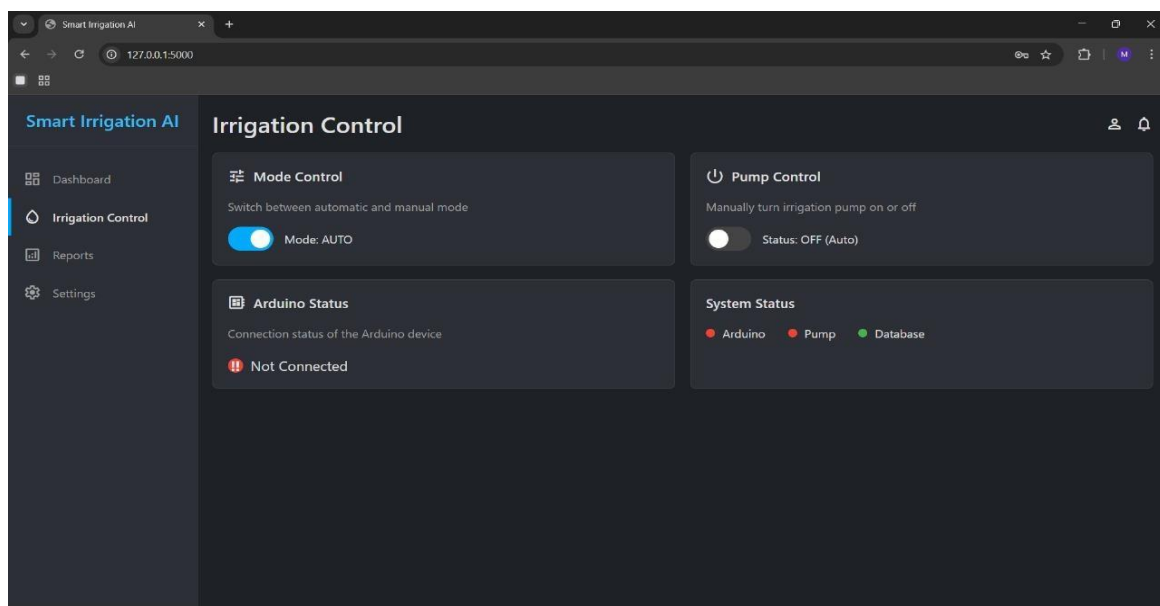 Smart Irrigation AI
127.0.0.1:5000
M
Smart Irrigation AI
Dashboard
Irrigation Control
Reports
Settings
Irrigation Control
Mode Control
Switch between automatic and manual mode
Mode: AUTO
Pump Control
Manually turn irrigation pump on or off
Status: OFF (Auto)
Arduino Status
Connection status of the Arduino device
Not Connected
System Status
Arduino Pump Database